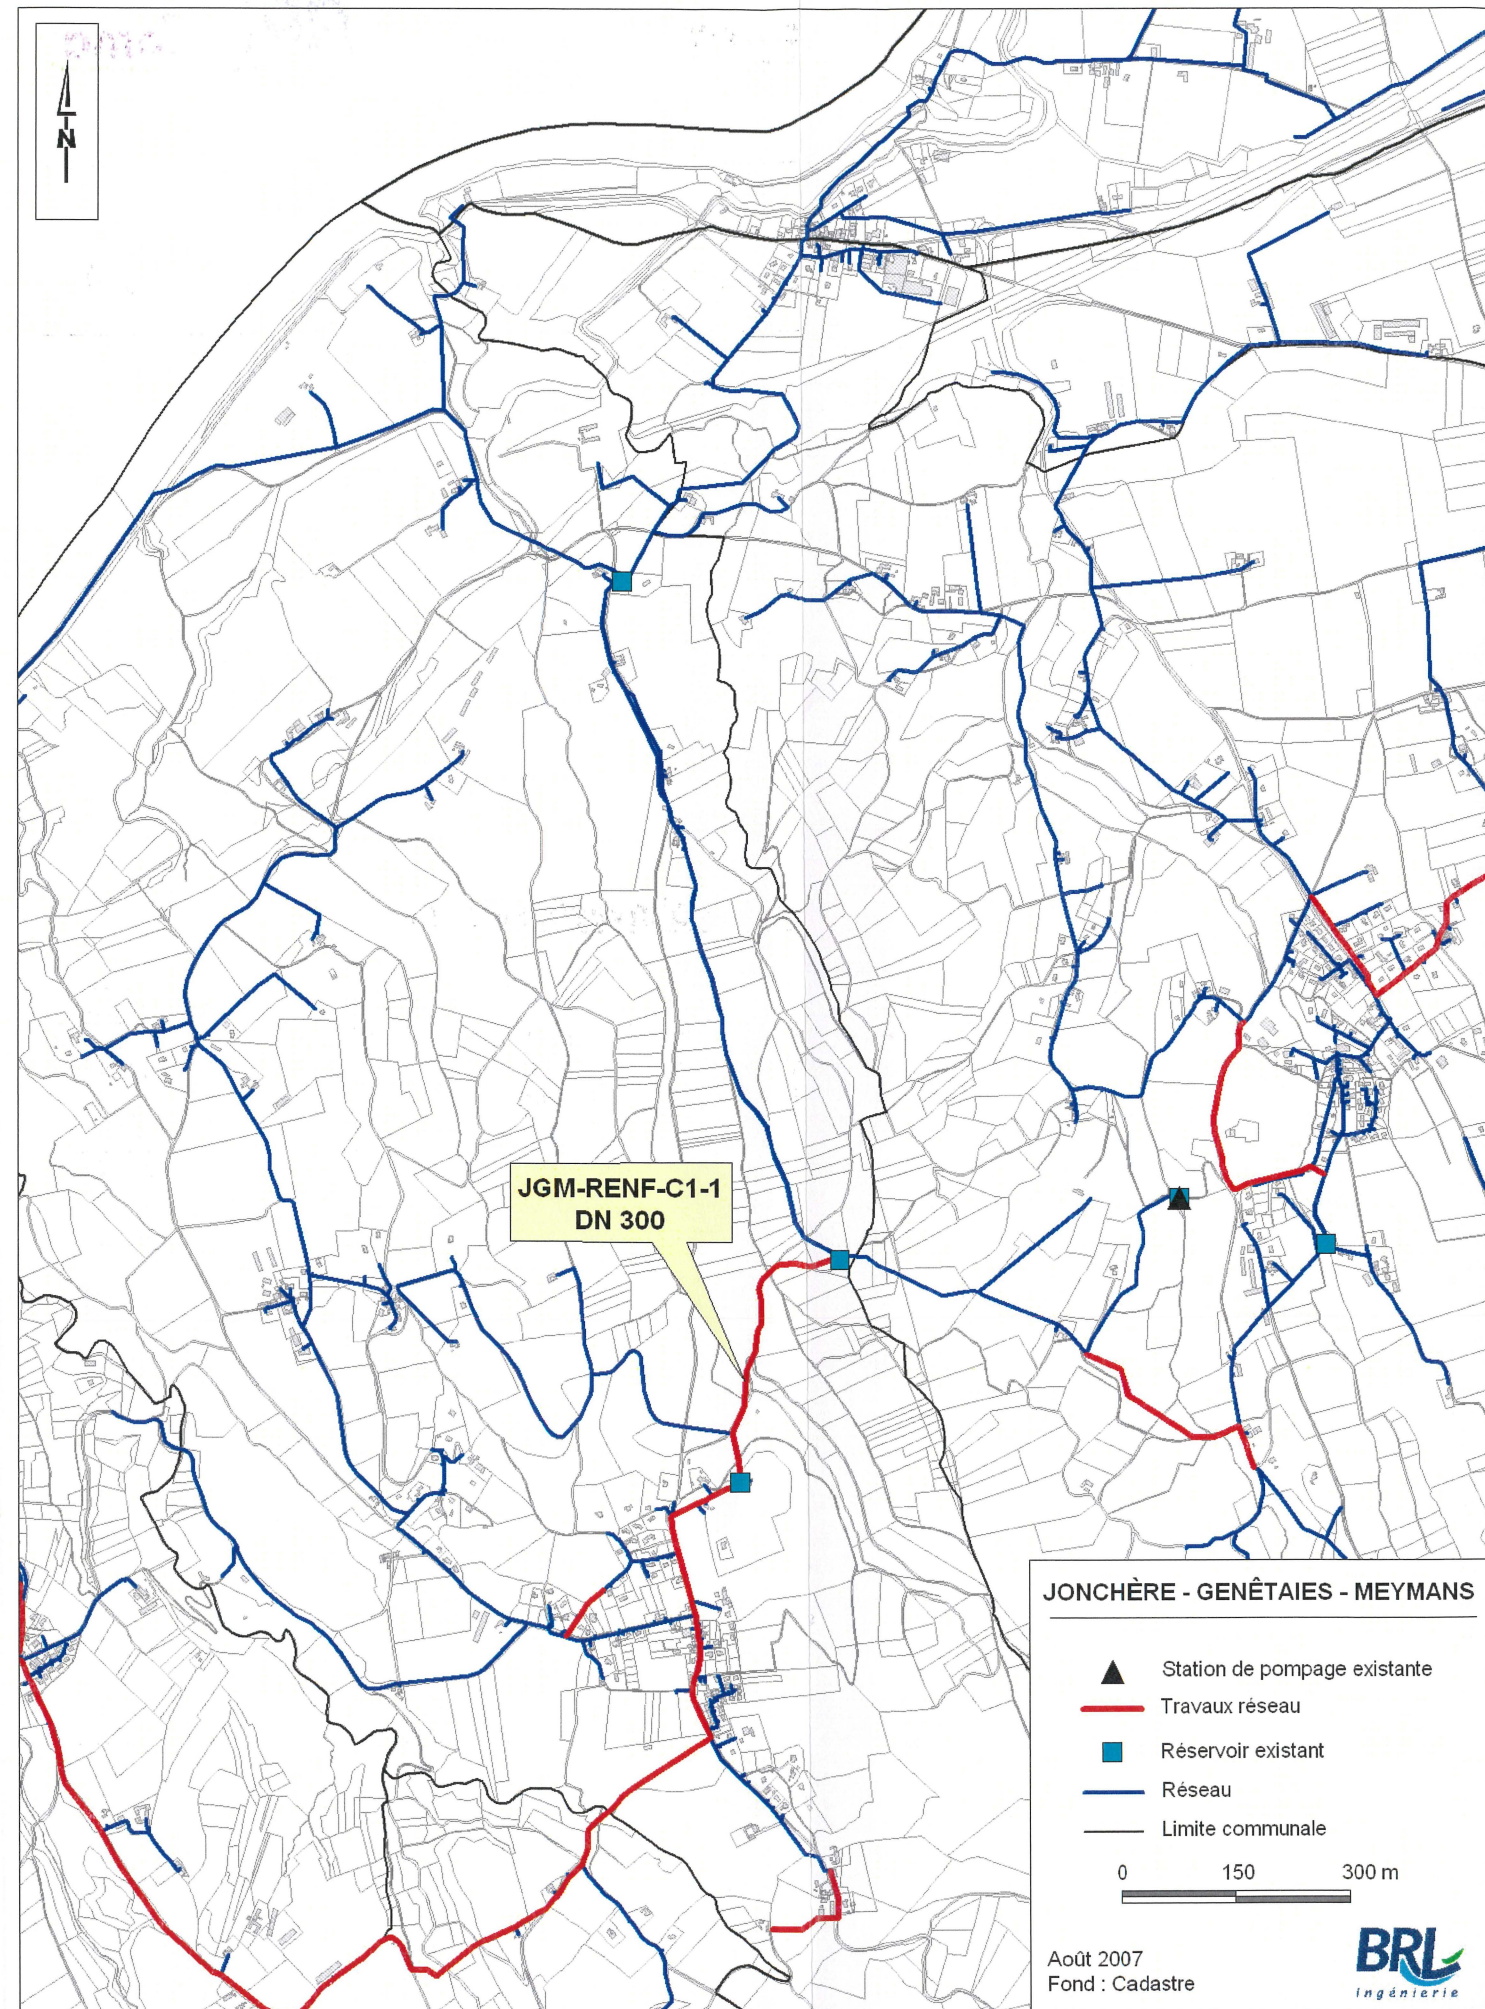 N
JGM-RENF-C1-1
DN 300
JONCHÈRE - GENÊTAIES - MEYMANS
Station de pompage existante
Travaux réseau
Réservoir existant
Réseau
Limite communale
0 150 300 m
Août 2007
Fond : Cadastre
BRL
Ingénierie